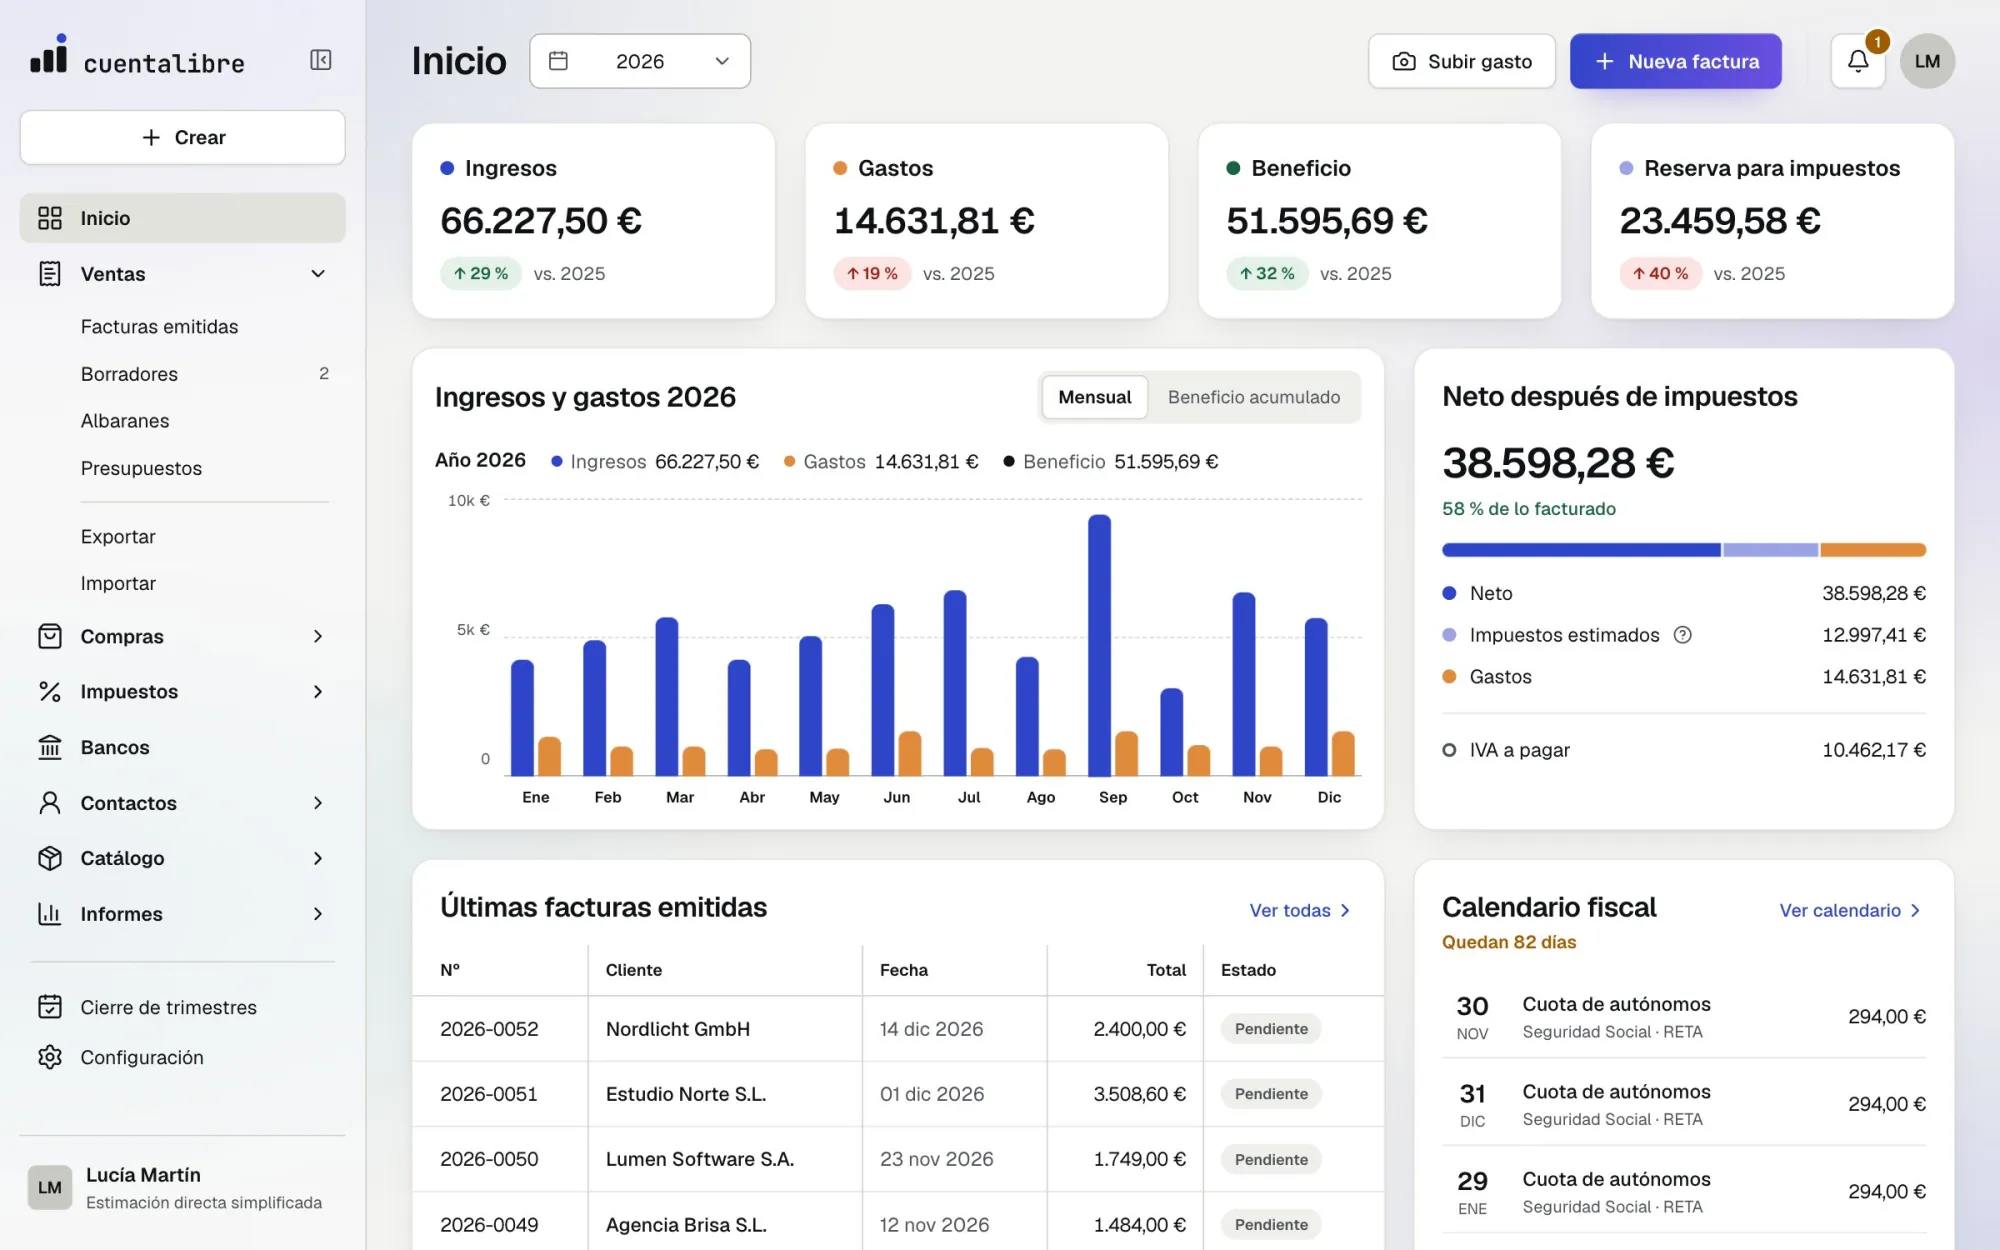 cuentalibre
Crear
Inicio
Ventas
Facturas emitidas
Borradores 2
Albaranes
Presupuestos
Exportar
Importar
Compras
Impuestos
Bancos
Contactos
Catálogo
Informes
Cierre de trimestres
Configuración
LM Lucía Martín
Estimación directa simplificada
Inicio 2026 Subir gasto Nueva factura 1 LM
Ingresos
66.227,50 €
29 % vs. 2025
Gastos
14.631,81 €
19 % vs. 2025
Beneficio
51.595,69 €
32 % vs. 2025
Reserva para impuestos
23.459,58 €
40 % vs. 2025
Ingresos y gastos 2026 Mensual Beneficio acumulado
Año 2026 Ingresos 66.227,50 € Gastos 14.631,81 € Beneficio 51.595,69 €
10k €
5k €
0
Ene Feb Mar Abr May Jun Jul Ago Sep Oct Nov Dic
Neto después de impuestos
38.598,28 €
58 % de lo facturado
Neto 38.598,28 €
Impuestos estimados ? 12.997,41 €
Gastos 14.631,81 €
IVA a pagar 10.462,17 €
Últimas facturas emitidas Ver todas
Nº Cliente Fecha Total Estado
2026-0052 Nordlicht GmbH 14 dic 2026 2.400,00 € Pendiente
2026-0051 Estudio Norte S.L. 01 dic 2026 3.508,60 € Pendiente
2026-0050 Lumen Software S.A. 23 nov 2026 1.749,00 € Pendiente
2026-0049 Agencia Brisa S.L. 12 nov 2026 1.484,00 € Pendiente
Calendario fiscal Ver calendario
Quedan 82 días
30 NOV Cuota de autónomos 294,00 €
Seguridad Social · RETA
31 DIC Cuota de autónomos 294,00 €
Seguridad Social · RETA
29 ENE Cuota de autónomos 294,00 €
Seguridad Social · RETA